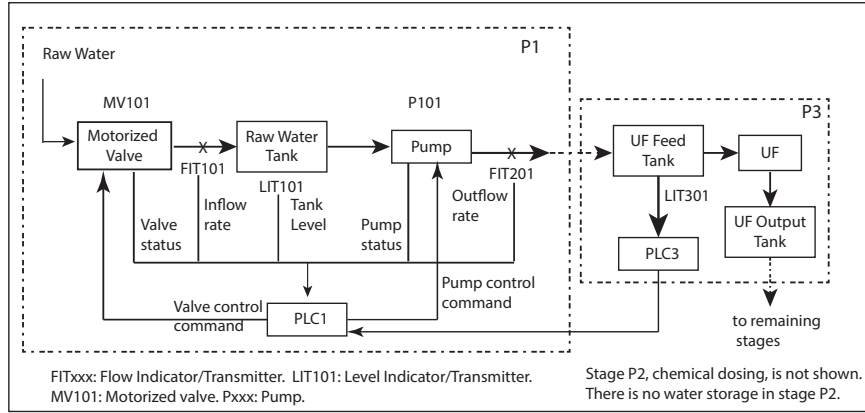 P1
Raw Water
MV101
P101
P3
Motorized
Valve
Raw Water
Tank
Pump
UF Feed
Tank
UF
FIT101
FIT201
LIT101
LIT301
Valve
status
Inflow
rate
Tank
Level
Pump
status
Outflow
rate
UF Output
Tank
PLC3
Valve control
command
PLC1
Pump control
command
to remaining
stages
FITxxx: Flow Indicator/Transmitter. LIT101: Level Indicator/Transmitter.
MV101: Motorized valve. Pxxx: Pump.
Stage P2, chemical dosing, is not shown.
There is no water storage in stage P2.